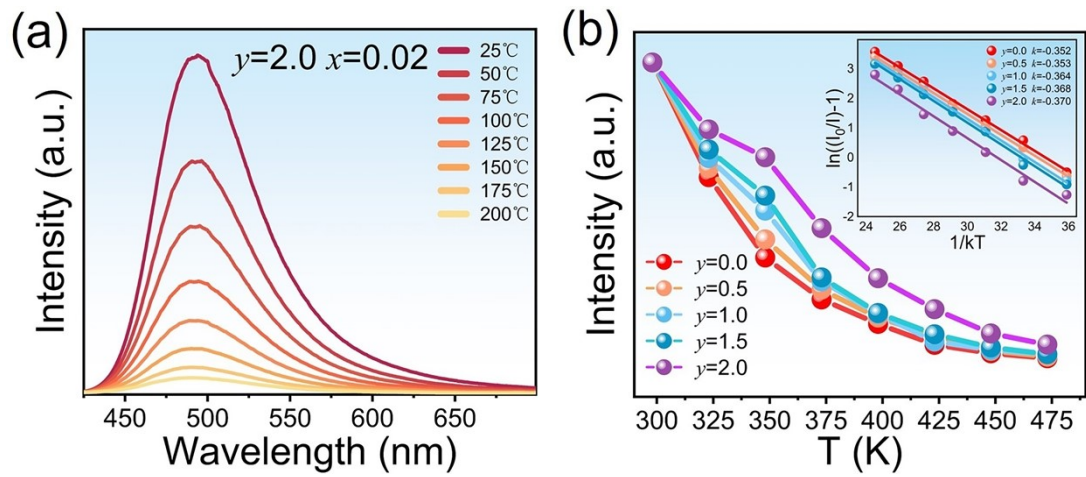 (a)
y=2.0 x=0.02
25℃
50℃
75℃
100℃
125℃
150℃
175℃
200℃
Intensity (a.u.)
450 500 550 600 650
Wavelength (nm)
(b)
Intensity (a.u.)
y=0.0
y=0.5
y=1.0
y=1.5
y=2.0
300 325 350 375 400 425 450 475
T (K)
y=0.0 k=-0.352
y=0.5 k=-0.353
y=1.0 k=-0.364
y=1.5 k=-0.368
y=2.0 k=-0.370
ln((I0/I)-1)
3
2
1
0
-1
-2
24 26 28 30 32 34 36
1/kT